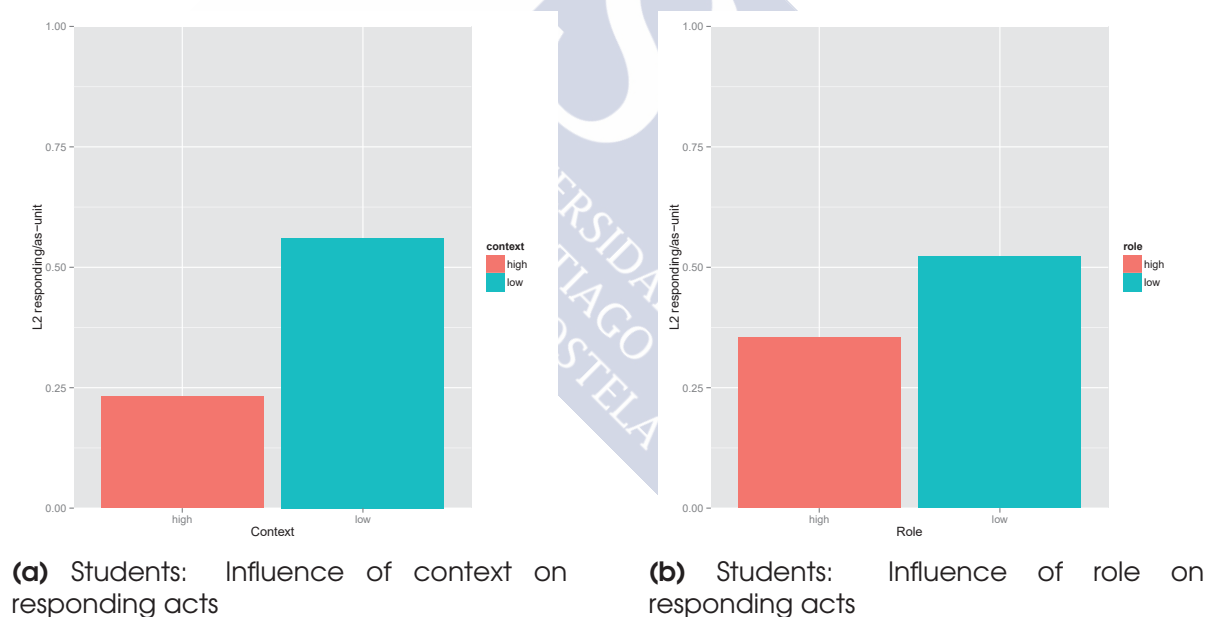 1.00
0.75
0.50
0.25
0.00
L2 responding/as−unit
high
low
Context
context
high
low
(a) Students: Influence of context on
responding acts
1.00
0.75
0.50
0.25
0.00
L2 responding/as−unit
high
low
Role
role
high
low
(b) Students: Influence of role on
responding acts